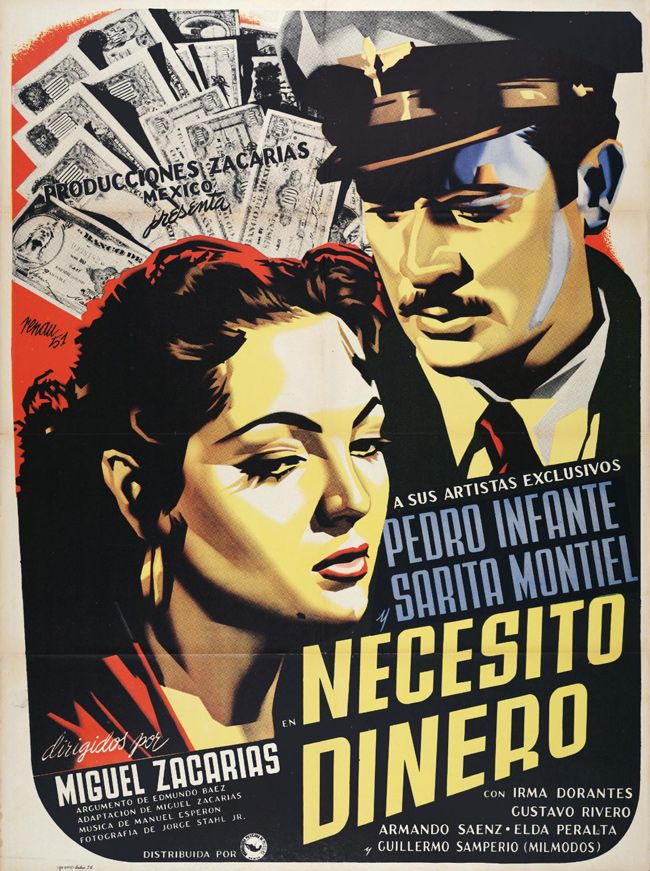 PRODUCCIONES ZACARIAS
MEXICO
presenta
renau
51
A SUS ARTISTAS EXCLUSIVOS
PEDRO INFANTE
y SARITA MONTIEL
EN NECESITO
DINERO
dirigidos por
MIGUEL ZACARIAS
ARGUMENTO DE EDMUNDO BAEZ
ADAPTACION DE MIGUEL ZACARIAS
MUSICA DE MANUEL ESPERON
FOTOGRAFIA DE JORGE STAHL JR.
DISTRIBUIDA POR
CON IRMA DORANTES
GUSTAVO RIVERO
ARMANDO SAENZ • ELDA PERALTA
y GUILLERMO SAMPERIO (MILMODOS)